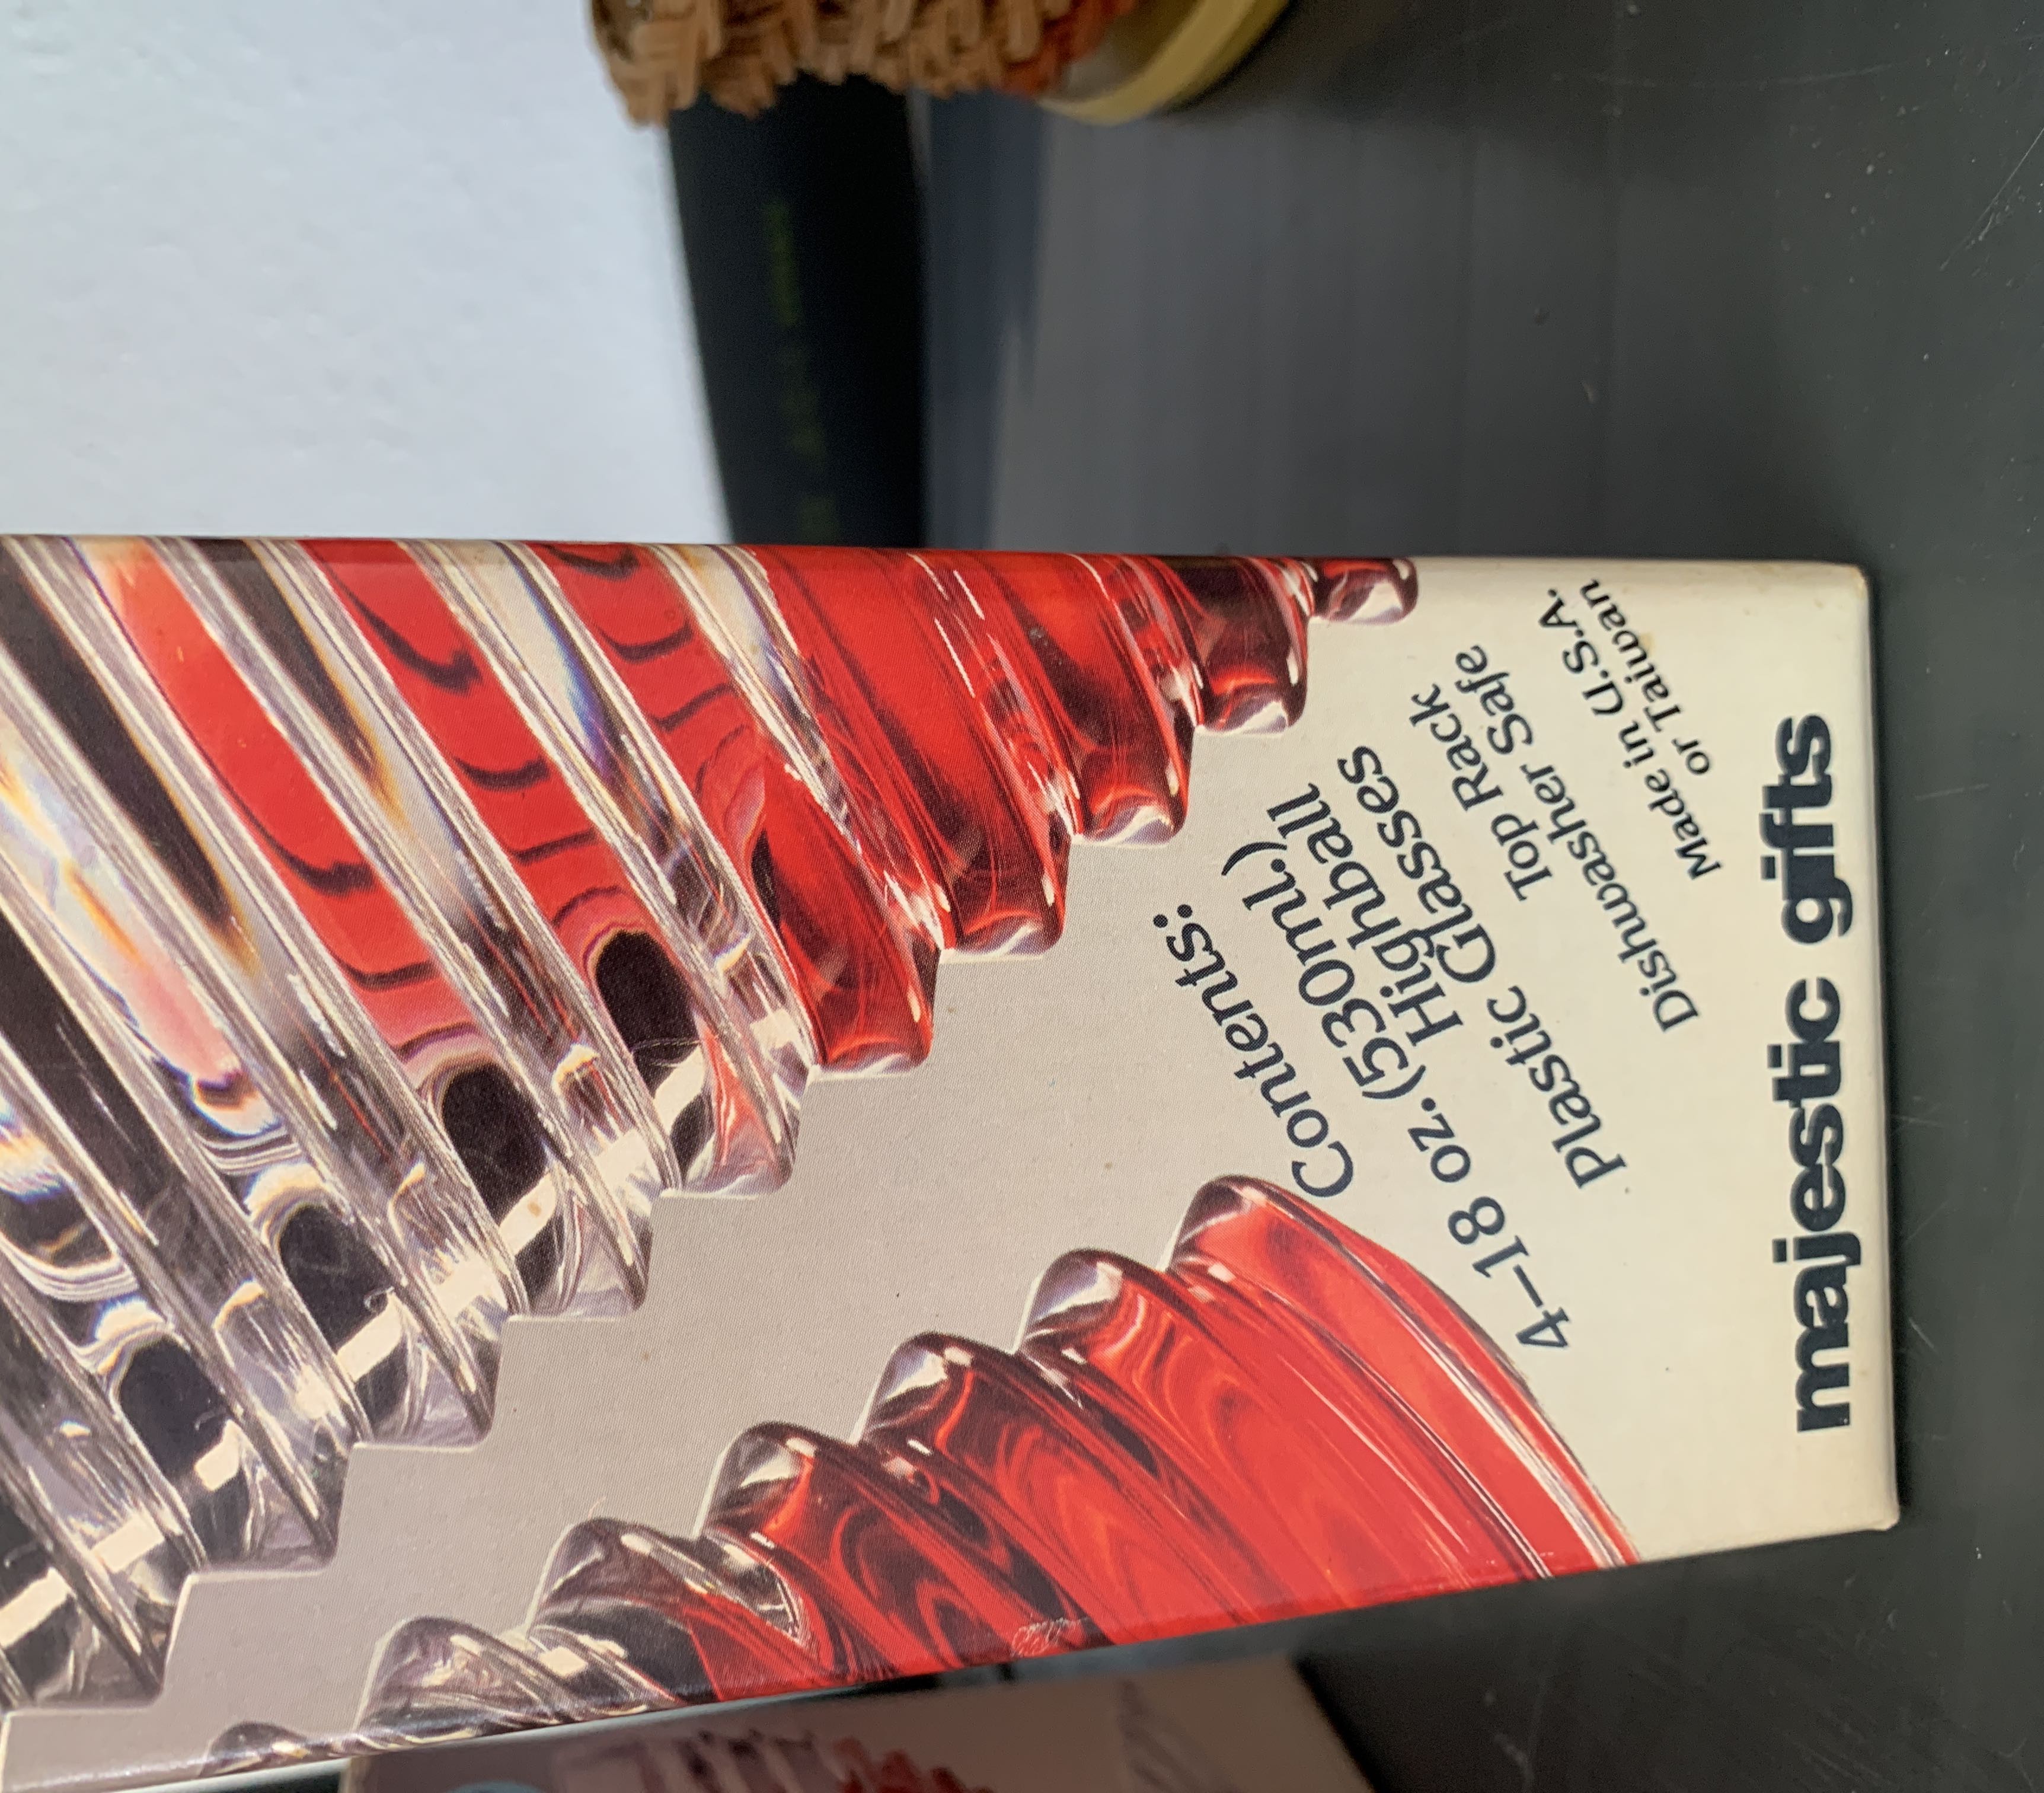 Contents:
4–18 oz. (530ml.)
Highball
Plastic Glasses
Top Rack
Dishwasher Safe
Made in U.S.A.
or Taiwan
majestic gifts